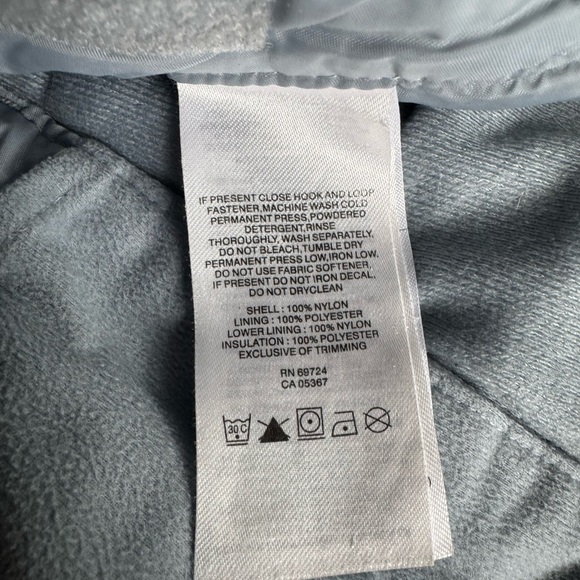 IF PRESENT CLOSE HOOK AND LOOP
FASTENER,MACHINE WASH COLD
PERMANENT PRESS,POWDERED
DETERGENT,RINSE
THOROUGHLY, WASH SEPARATELY,
DO NOT BLEACH,TUMBLE DRY
PERMANENT PRESS LOW,IRON LOW,
DO NOT USE FABRIC SOFTENER,
IF PRESENT DO NOT IRON DECAL,
DO NOT DRYCLEAN
SHELL : 100% NYLON
LINING : 100% POLYESTER
LOWER LINING : 100% NYLON
INSULATION : 100% POLYESTER
EXCLUSIVE OF TRIMMING
RN 69724
CA 05367
30C